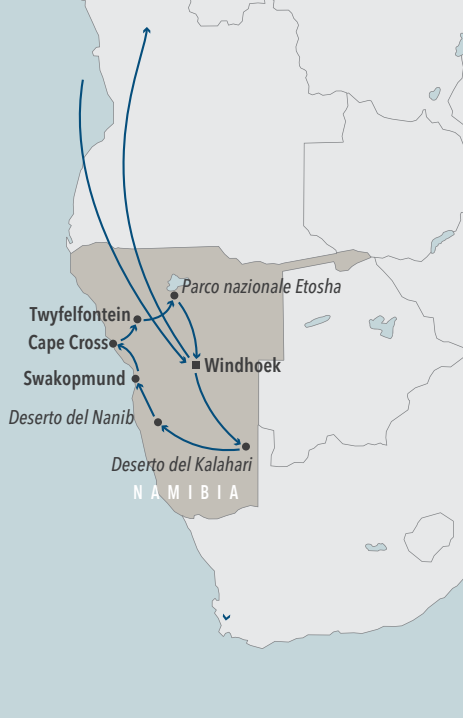 Parco nazionale Etosha
Twyfelfontein
Cape Cross
Windhoek
Swakopmund
Deserto del Nanib
Deserto del Kalahari
NAMIBIA